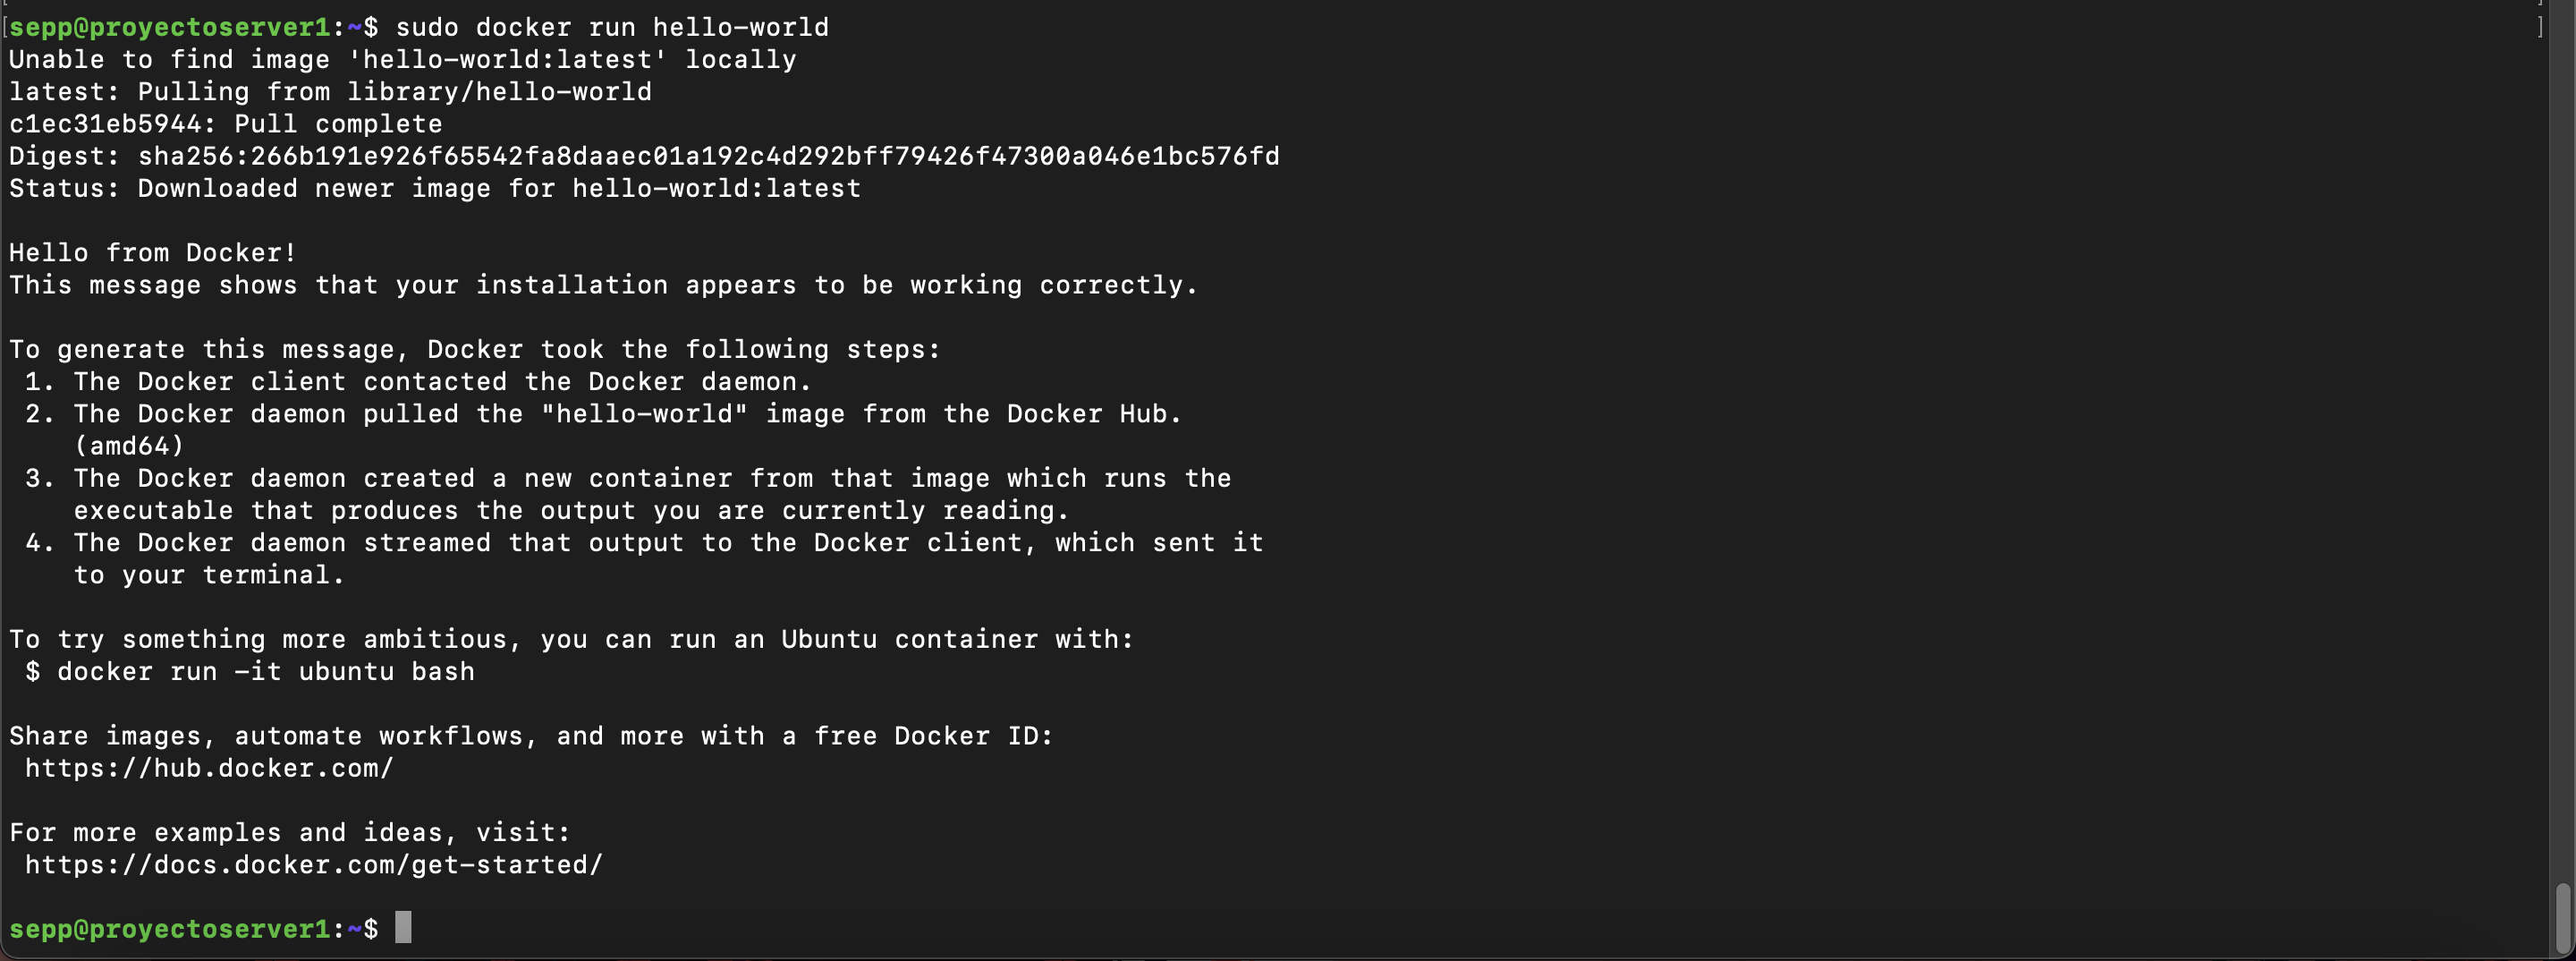 [sepp@proyectoserver1:~$ sudo docker run hello-world ]
Unable to find image 'hello-world:latest' locally
latest: Pulling from library/hello-world
c1ec31eb5944: Pull complete
Digest: sha256:266b191e926f65542fa8daaec01a192c4d292bff79426f47300a046e1bc576fd
Status: Downloaded newer image for hello-world:latest

Hello from Docker!
This message shows that your installation appears to be working correctly.

To generate this message, Docker took the following steps:
 1. The Docker client contacted the Docker daemon.
 2. The Docker daemon pulled the "hello-world" image from the Docker Hub.
    (amd64)
 3. The Docker daemon created a new container from that image which runs the
    executable that produces the output you are currently reading.
 4. The Docker daemon streamed that output to the Docker client, which sent it
    to your terminal.

To try something more ambitious, you can run an Ubuntu container with:
 $ docker run -it ubuntu bash

Share images, automate workflows, and more with a free Docker ID:
 https://hub.docker.com/

For more examples and ideas, visit:
 https://docs.docker.com/get-started/

sepp@proyectoserver1:~$